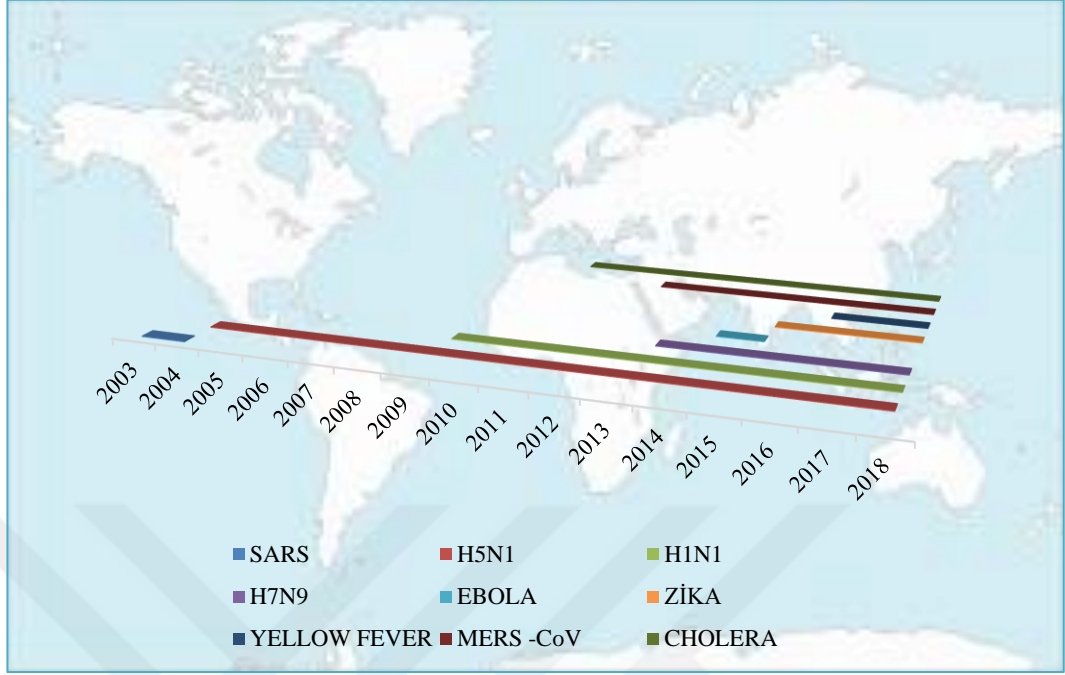 2003 2004 2005 2006 2007 2008 2009 2010 2011 2012 2013 2014 2015 2016 2017 2018
SARS H5N1 H1N1
H7N9 EBOLA ZİKA
YELLOW FEVER MERS -CoV CHOLERA